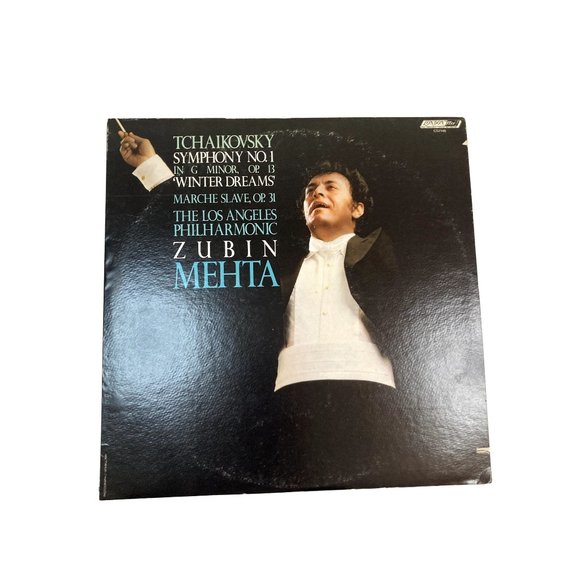 TCHAIKOVSKY
SYMPHONY NO. 1
IN G MINOR, OP. 13
'WINTER DREAMS'
MARCHE SLAVE, OP. 31
THE LOS ANGELES
PHILHARMONIC
ZUBIN
MEHTA